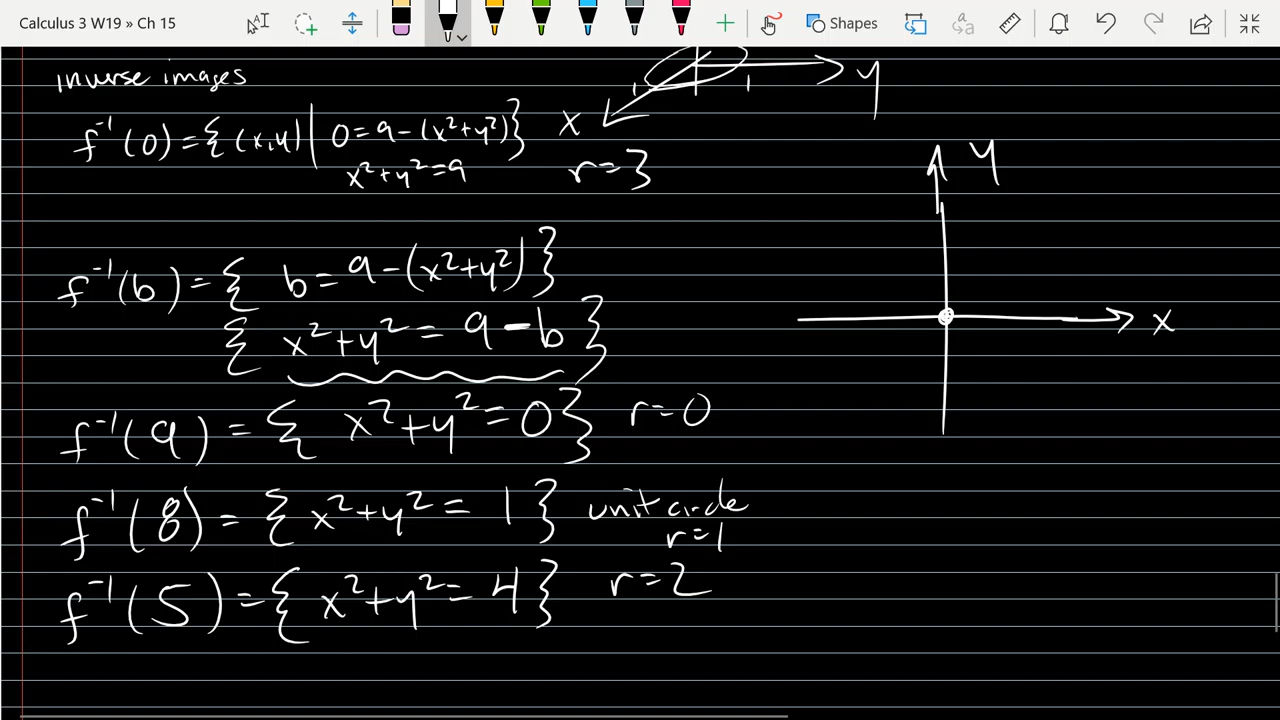 Calculus 3 W19 » Ch 15
Shapes
inverse images
1 1 y
x
f⁻¹(0) = { (x,y) | 0 = 9 - (x²+y²) }
x²+y² = 9
r = 3
y
x
f⁻¹(b) = { b = 9 - (x²+y²) }
{ x²+y² = 9 - b }
f⁻¹(9) = { x²+y² = 0 } r = 0
f⁻¹(8) = { x²+y² = 1 } unit circle
r = 1
f⁻¹(5) = { x²+y² = 4 } r = 2